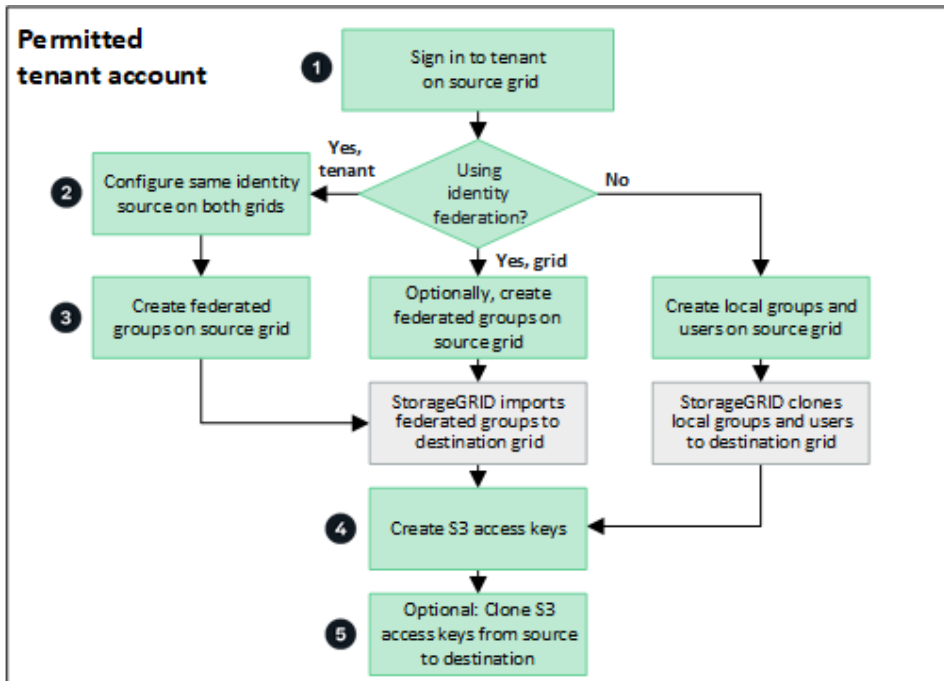 Permitted
tenant account
1
Sign in to tenant
on source grid
Using
identity
federation?
Yes,
tenant
No
Yes, grid
2
Configure same identity
source on both grids
3
Create federated
groups on source grid
Optionally, create
federated groups on
source grid
Create local groups and
users on source grid
StorageGRID imports
federated groups to
destination grid
StorageGRID clones
local groups and users
to destination grid
4
Create S3 access keys
5
Optional: Clone S3
access keys from source
to destination